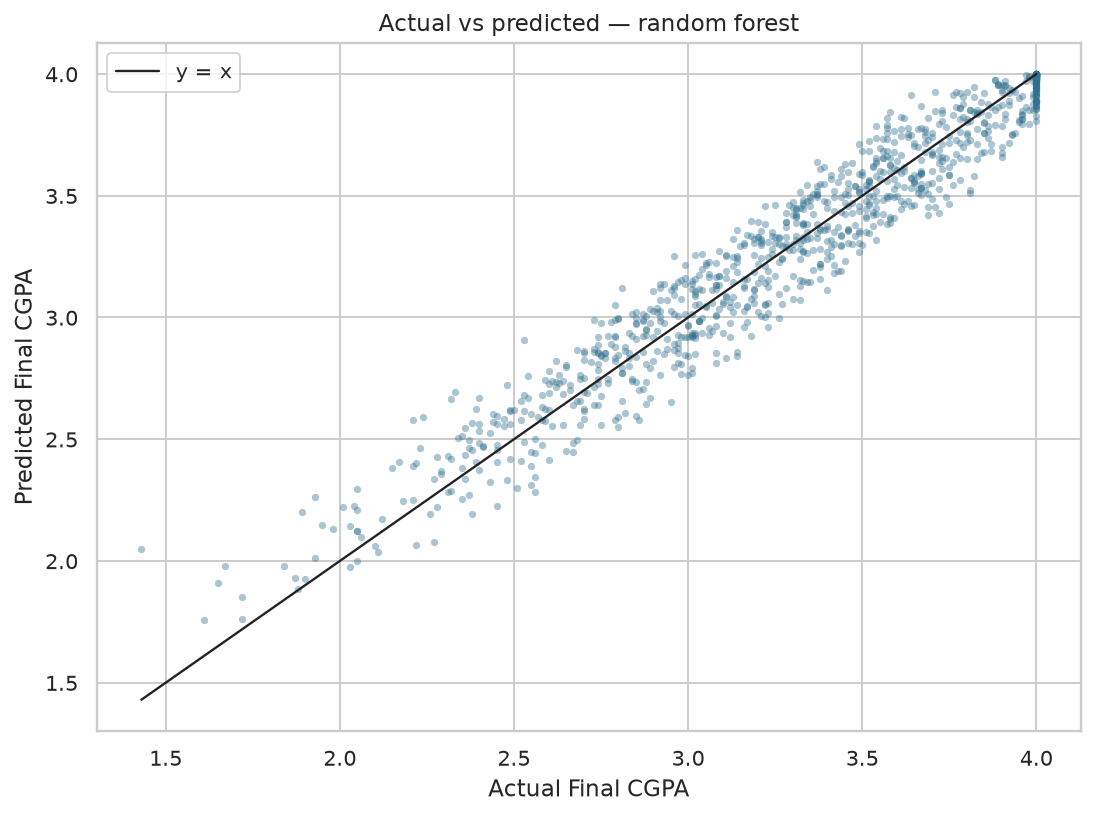 Actual vs predicted — random forest
y = x
4.0
3.5
3.0
2.5
2.0
1.5
Predicted Final CGPA
1.5 2.0 2.5 3.0 3.5 4.0
Actual Final CGPA